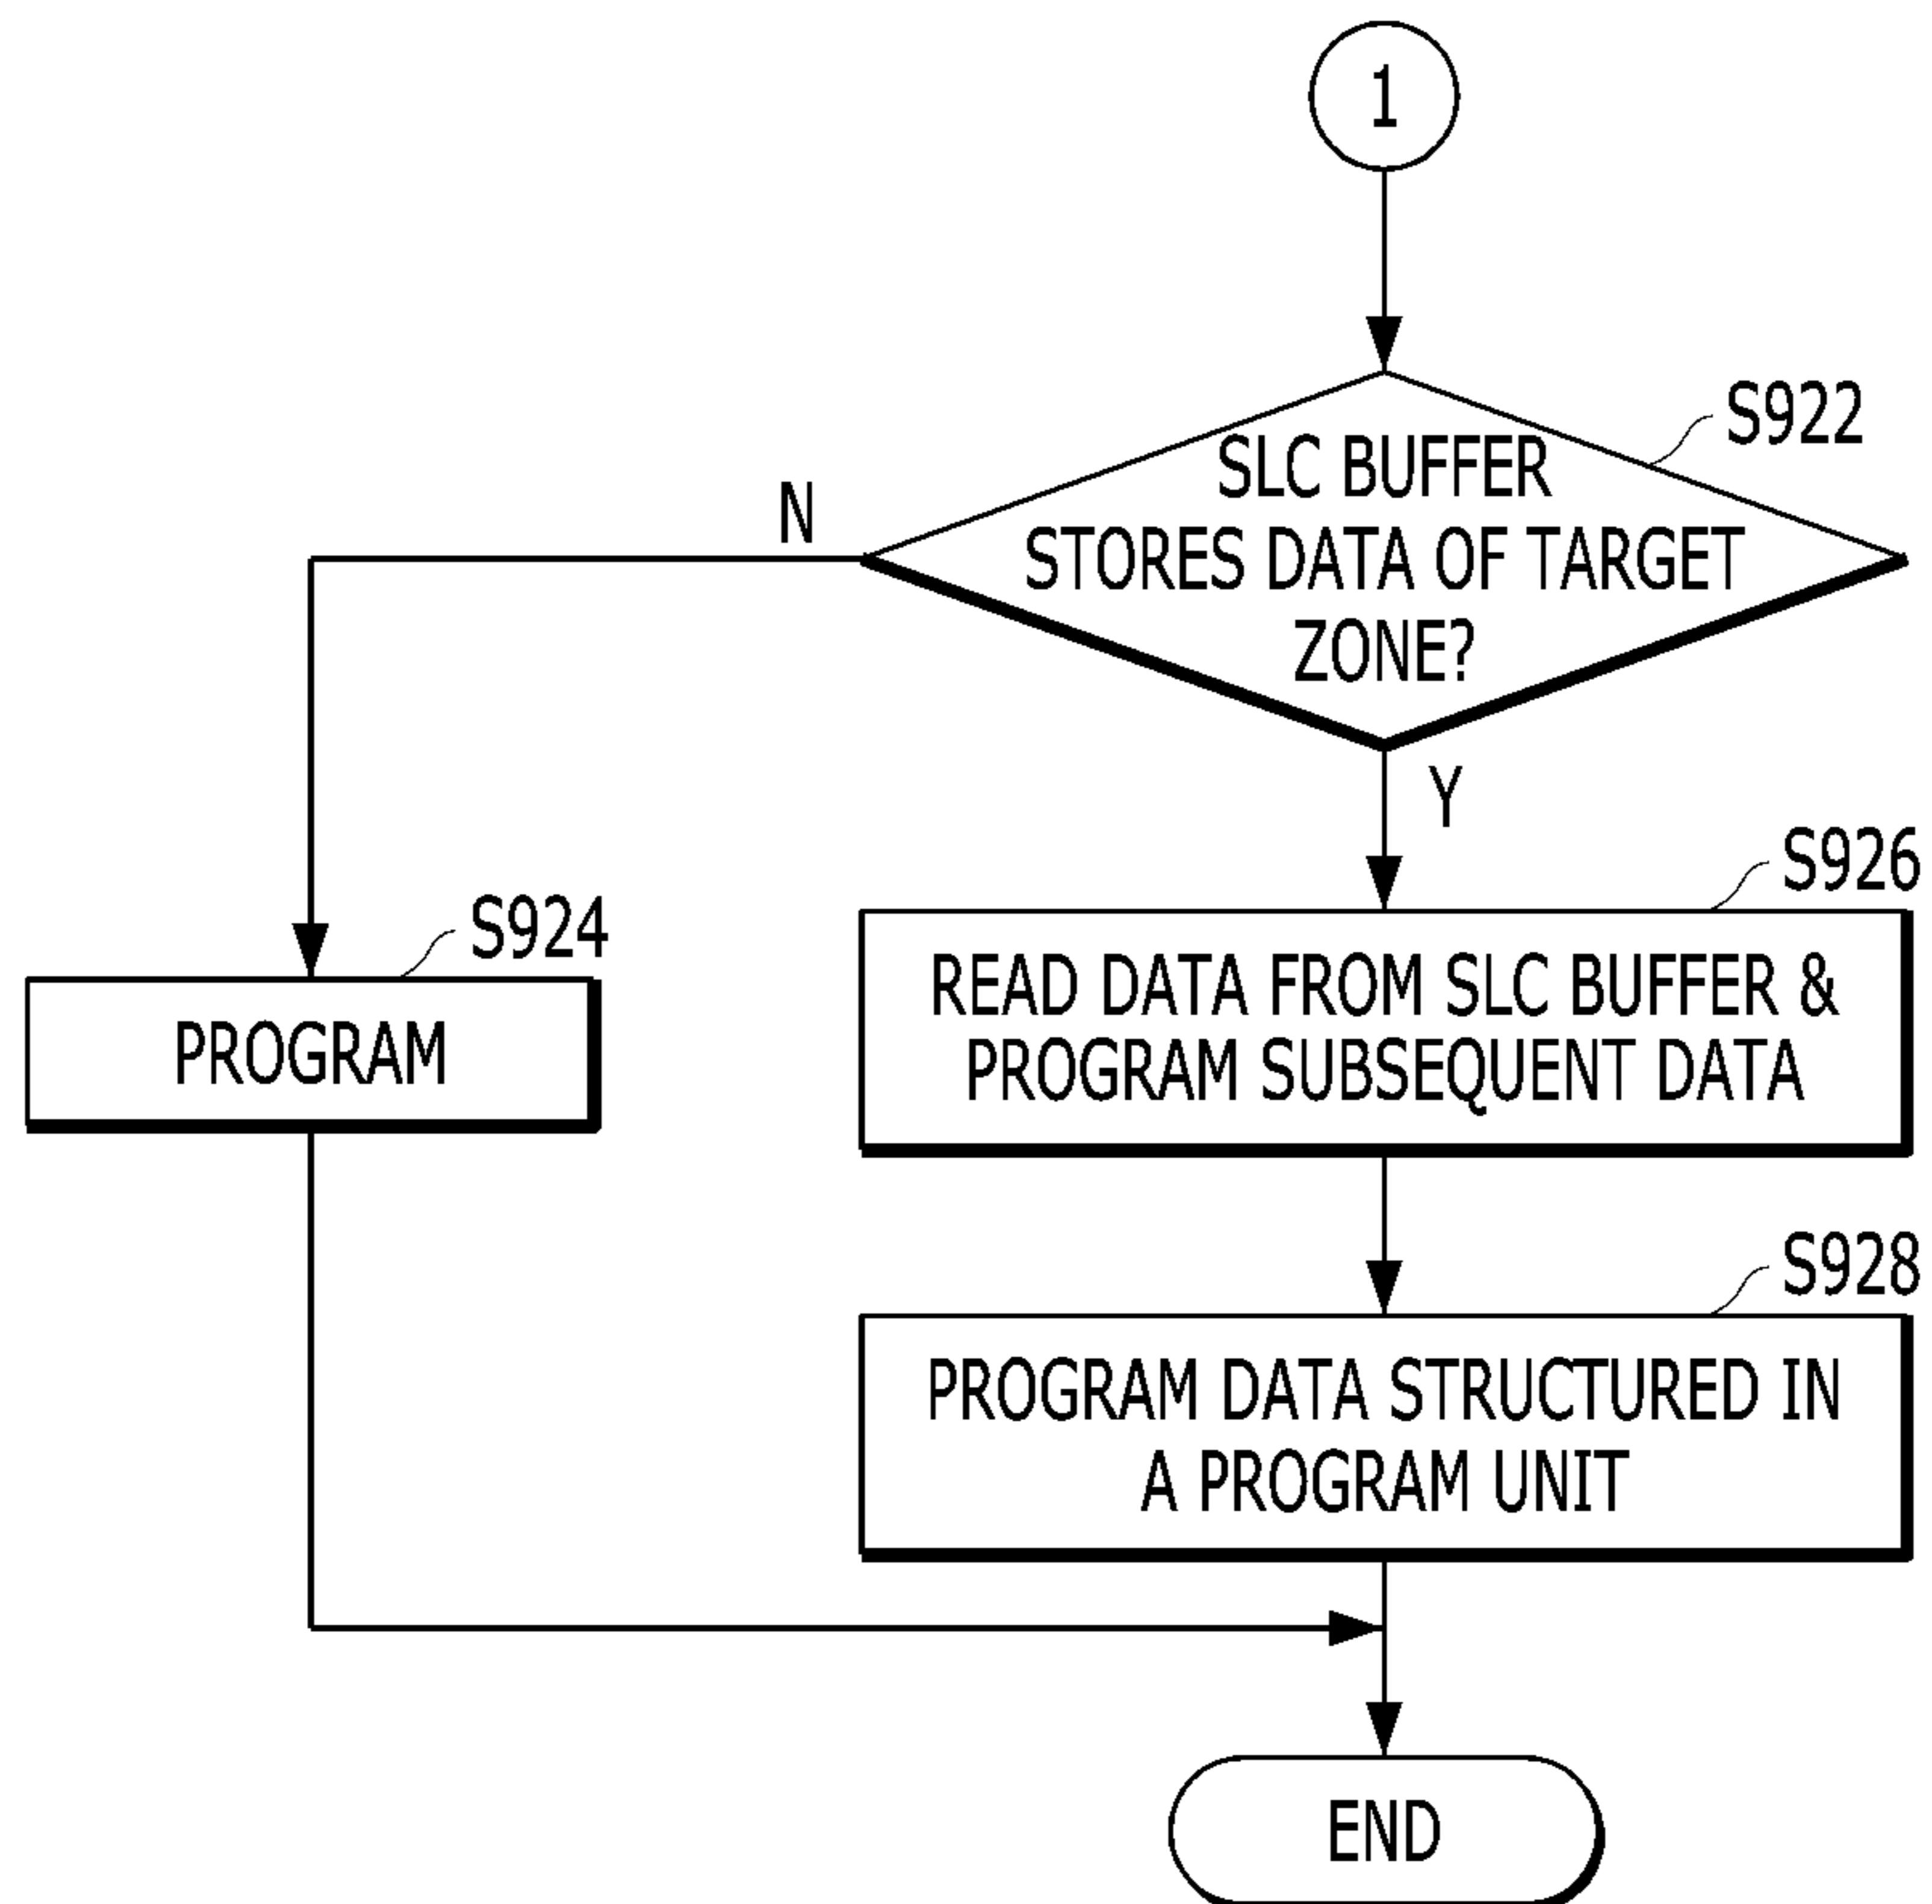 1
SLC BUFFER
STORES DATA OF TARGET
ZONE?
S922
N
Y
S924
PROGRAM
S926
READ DATA FROM SLC BUFFER &
PROGRAM SUBSEQUENT DATA
S928
PROGRAM DATA STRUCTURED IN
A PROGRAM UNIT
END